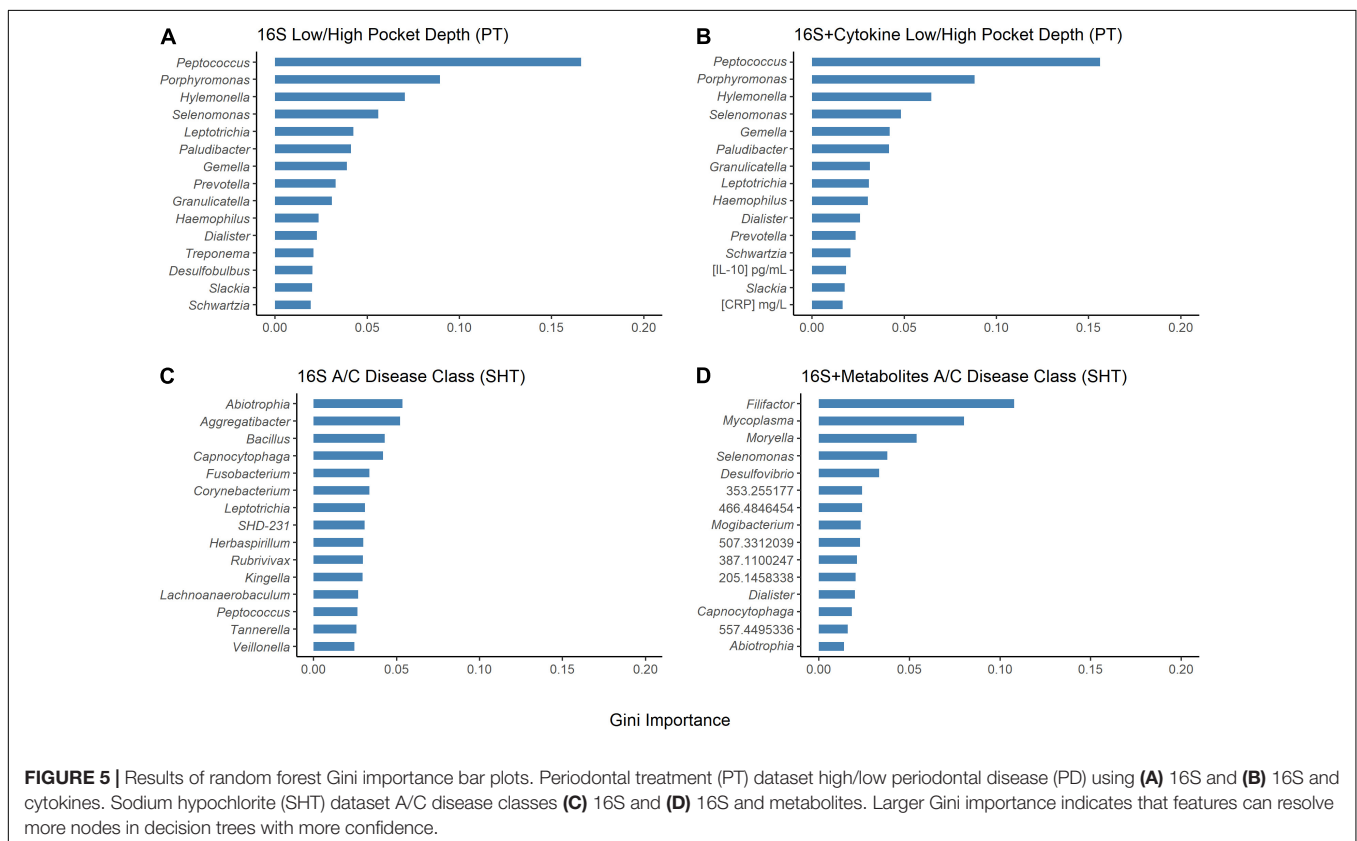 A
16S Low/High Pocket Depth (PT)
Peptococcus
Porphyromonas
Hylemonella
Selenomonas
Leptotrichia
Paludibacter
Gemella
Prevotella
Granulicatella
Haemophilus
Dialister
Treponema
Desulfobulbus
Slackia
Schwartzia
0.00 0.05 0.10 0.15 0.20
B
16S+Cytokine Low/High Pocket Depth (PT)
Peptococcus
Porphyromonas
Hylemonella
Selenomonas
Gemella
Paludibacter
Granulicatella
Leptotrichia
Haemophilus
Dialister
Prevotella
Schwartzia
[IL-10] pg/mL
Slackia
[CRP] mg/L
0.00 0.05 0.10 0.15 0.20
C
16S A/C Disease Class (SHT)
Abiotrophia
Aggregatibacter
Bacillus
Capnocytophaga
Fusobacterium
Corynebacterium
Leptotrichia
SHD-231
Herbaspirillum
Rubrivivax
Kingella
Lachnoanaerobaculum
Peptococcus
Tannerella
Veillonella
0.00 0.05 0.10 0.15 0.20
D
16S+Metabolites A/C Disease Class (SHT)
Filifactor
Mycoplasma
Moryella
Selenomonas
Desulfovibrio
353.255177
466.4846454
Mogibacterium
507.3312039
387.1100247
205.1458338
Dialister
Capnocytophaga
557.4495336
Abiotrophia
0.00 0.05 0.10 0.15 0.20
Gini Importance
FIGURE 5 | Results of random forest Gini importance bar plots. Periodontal treatment (PT) dataset high/low periodontal disease (PD) using (A) 16S and (B) 16S and
cytokines. Sodium hypochlorite (SHT) dataset A/C disease classes (C) 16S and (D) 16S and metabolites. Larger Gini importance indicates that features can resolve
more nodes in decision trees with more confidence.